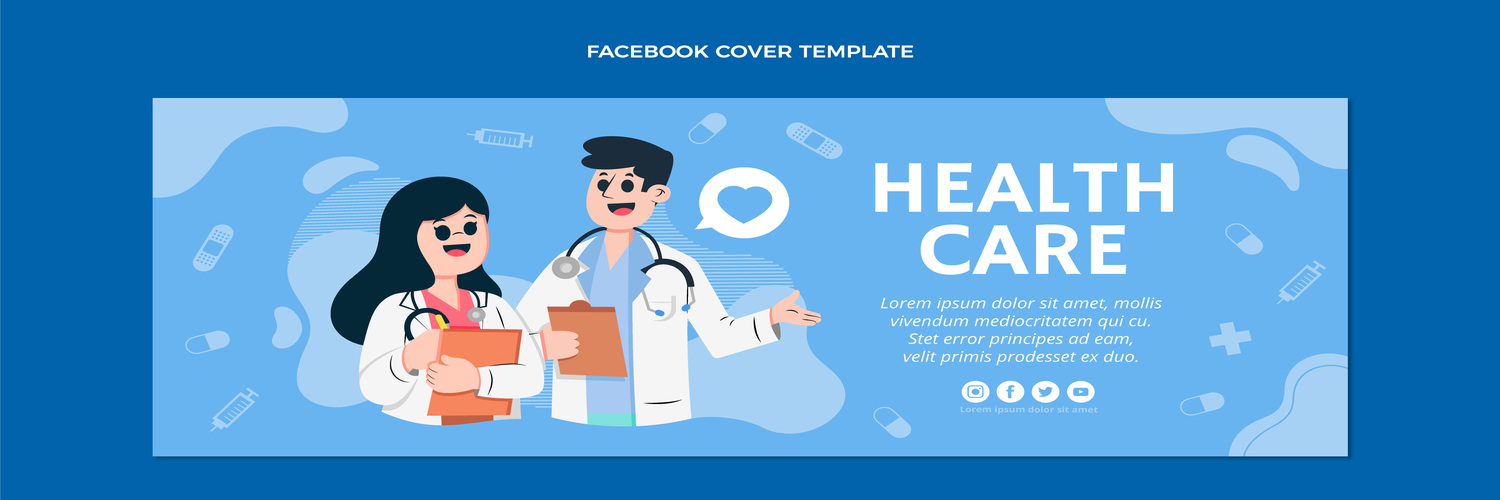 FACEBOOK COVER TEMPLATE
HEALTH
CARE
Lorem ipsum dolor sit amet, mollis
vivendum mediocritatem qui cu.
Stet error principes ad eam,
velit primis prodesset ex duo.
Lorem ipsum dolor sit amet